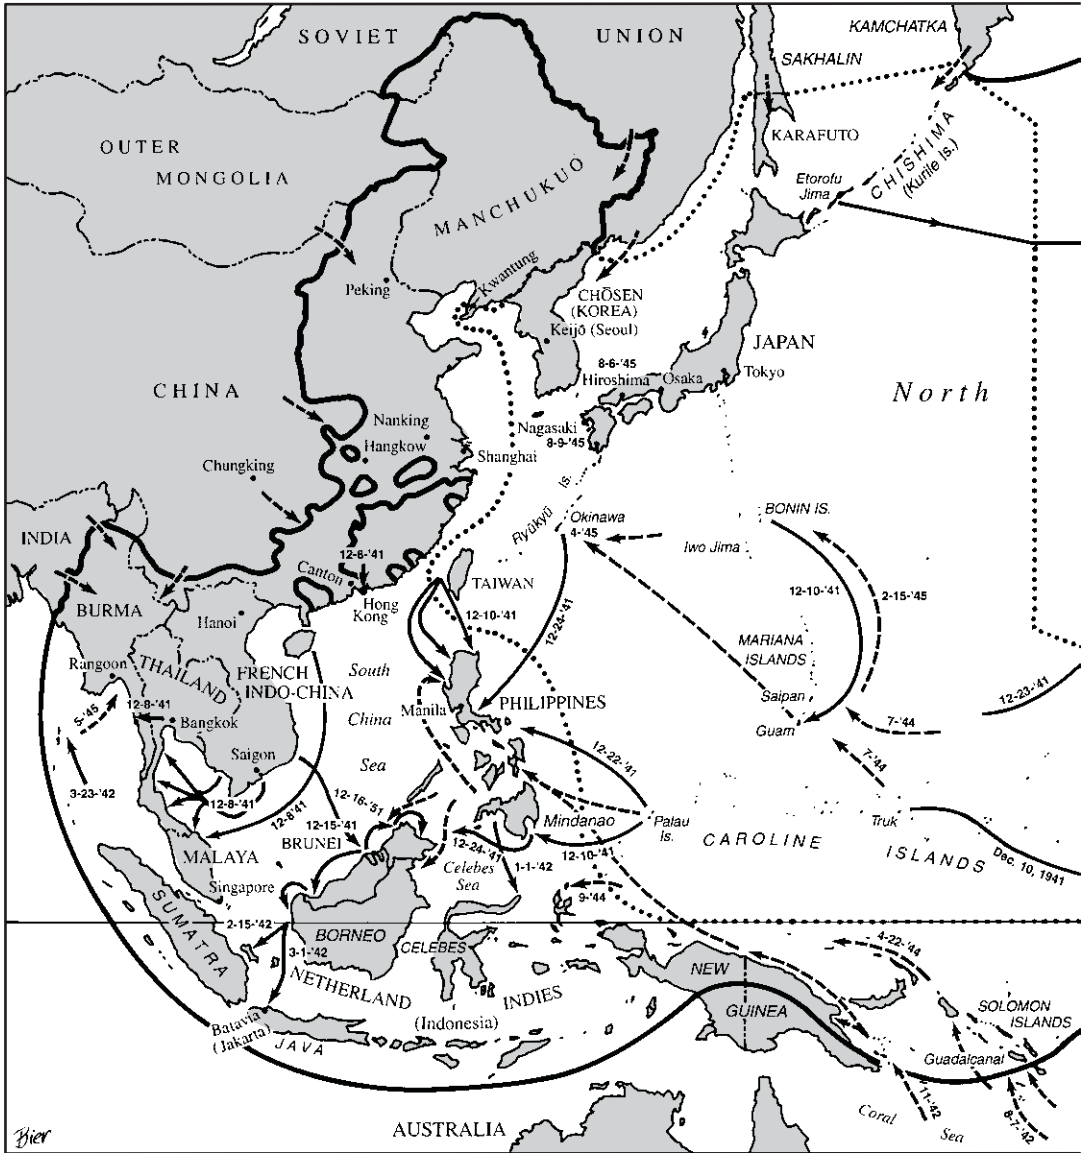 SOVIET UNION
KAMCHATKA
SAKHALIN
OUTER
MONGOLIA
KARAFUTO
CHISHIMA
(Kurile Is.)
Etorofu
Jima
MANCHUKUO
Peking
Kwantung
CHŌSEN
(KOREA)
Keijō (Seoul)
JAPAN
8-6-'45
Hiroshima
Osaka
Tokyo
North
CHINA
Nanking
Hangkow
Nagasaki
8-9-'45
Shanghai
Chungking
Ryūkyū Is.
Okinawa
4-'45
BONIN IS.
Iwo Jima
INDIA
12-8-'41
Canton
TAIWAN
BURMA
Hong
Kong
12-10-'41
12-24-'41
12-10-'41
2-15-'45
Hanoi
MARIANA
ISLANDS
Rangoon
THAILAND
FRENCH
INDO-CHINA
South
China
Sea
Manila
PHILIPPINES
Saipan
Guam
12-23-'41
5-'45
12-8-'41
Bangkok
7-'44
Saigon
12-22-'41
7-'44
3-23-'42
12-8-'41
12-8'41
12-16-'51
12-15-'41
BRUNEI
Mindanao
Palau
Is.
Truk
CAROLINE
ISLANDS
Dec. 10, 1941
12-24-'41
12-10-'41
1-1-'42
MALAYA
Celebes
Sea
Singapore
9-'44
SUMATRA
2-15-'42
BORNEO
CELEBES
3-1-'42
4-22-'44
NEW
GUINEA
NETHERLAND
INDIES
(Indonesia)
SOLOMON
ISLANDS
Batavia
(Jakarta)
JAVA
Guadalcanal
11-'42
8-7-'42
Coral
Sea
AUSTRALIA
Bier